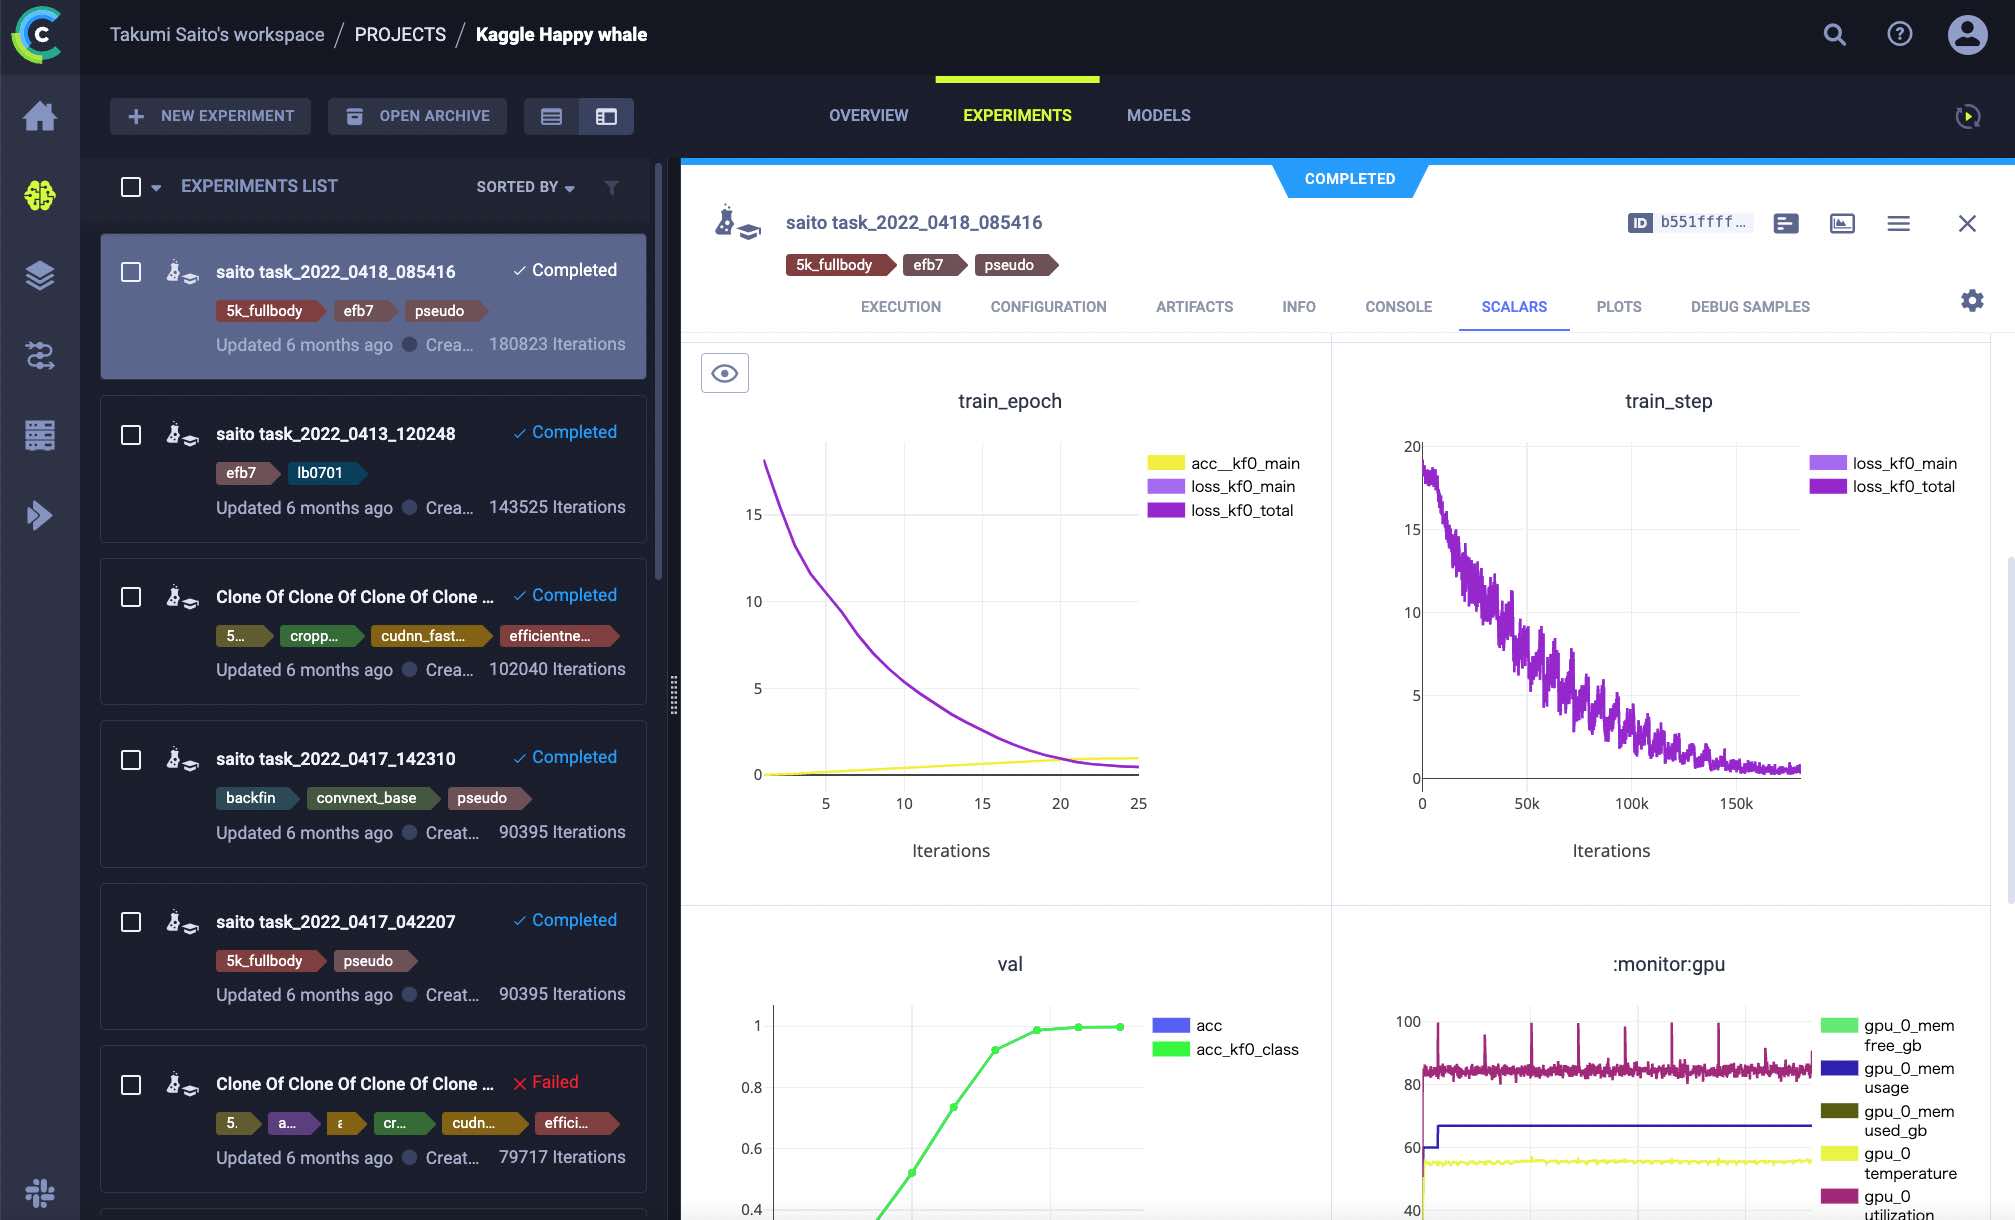 C
Takumi Saito's workspace / PROJECTS / Kaggle Happy whale
?
+ NEW EXPERIMENT
OPEN ARCHIVE
OVERVIEW
EXPERIMENTS
MODELS
EXPERIMENTS LIST
SORTED BY
saito task_2022_0418_085416
Completed
5k_fullbody
efb7
pseudo
Updated 6 months ago
Crea...
180823 Iterations
saito task_2022_0413_120248
Completed
efb7
lb0701
Updated 6 months ago
Crea...
143525 Iterations
Clone Of Clone Of Clone Of Clone ...
Completed
5...
cropp...
cudnn_fast...
efficientne...
Updated 6 months ago
Crea...
102040 Iterations
saito task_2022_0417_142310
Completed
backfin
convnext_base
pseudo
Updated 6 months ago
Creat...
90395 Iterations
saito task_2022_0417_042207
Completed
5k_fullbody
pseudo
Updated 6 months ago
Creat...
90395 Iterations
Clone Of Clone Of Clone Of Clone ...
Failed
5.
a...
cr...
cudn...
effici...
Updated 6 months ago
Creat...
79717 Iterations
COMPLETED
saito task_2022_0418_085416
ID b551ffff...
5k_fullbody
efb7
pseudo
EXECUTION
CONFIGURATION
ARTIFACTS
INFO
CONSOLE
SCALARS
PLOTS
DEBUG SAMPLES
train_epoch
15
10
5
0
5
10
15
20
25
Iterations
acc__kf0_main
loss_kf0_main
loss_kf0_total
train_step
20
15
10
5
0
0
50k
100k
150k
Iterations
loss_kf0_main
loss_kf0_total
val
1
0.8
0.6
0.4
acc
acc_kf0_class
:monitor:gpu
100
80
60
40
gpu_0_mem
free_gb
gpu_0_mem
usage
gpu_0_mem
used_gb
gpu_0
temperature
gpu_0
utilization